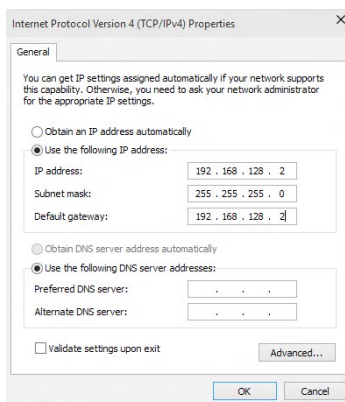 Internet Protocol Version 4 (TCP/IPv4) Properties
General
You can get IP settings assigned automatically if your network supports
this capability. Otherwise, you need to ask your network administrator
for the appropriate IP settings.
Obtain an IP address automatically
Use the following IP address:
IP address: 192 . 168 . 128 . 2
Subnet mask: 255 . 255 . 255 . 0
Default gateway: 192 . 168 . 128 . 2
Obtain DNS server address automatically
Use the following DNS server addresses:
Preferred DNS server: . . .
Alternate DNS server: . . .
Validate settings upon exit
Advanced...
OK Cancel